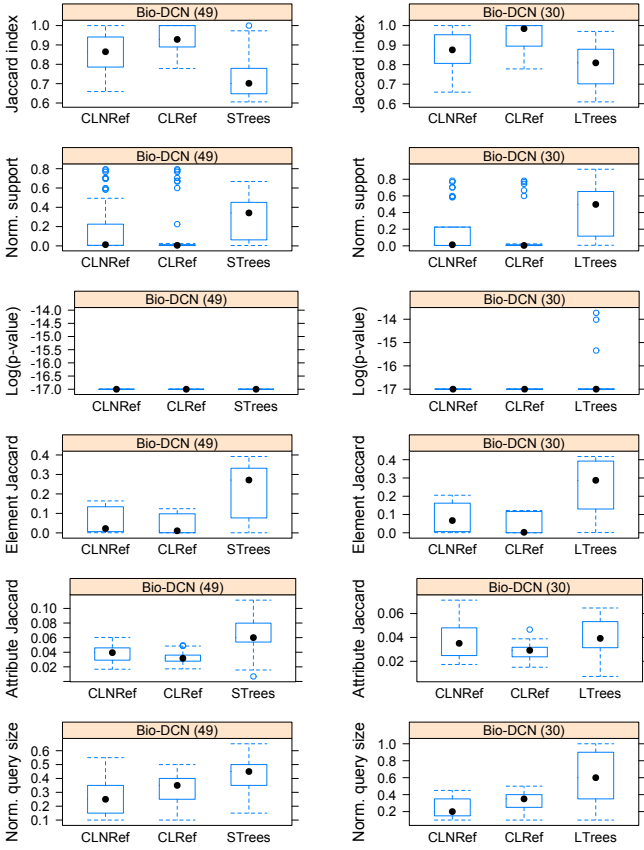 Bio-DCN (49)
Jaccard index
1.0
0.9
0.8
0.7
0.6
CLNRef CLRef STrees
Bio-DCN (30)
Jaccard index
1.0
0.9
0.8
0.7
0.6
CLNRef CLRef LTrees
Bio-DCN (49)
Norm. support
0.8
0.6
0.4
0.2
0.0
CLNRef CLRef STrees
Bio-DCN (30)
Norm. support
0.8
0.6
0.4
0.2
0.0
CLNRef CLRef LTrees
Bio-DCN (49)
Log(p-value)
-14.0
-14.5
-15.0
-15.5
-16.0
-16.5
-17.0
CLNRef CLRef STrees
Bio-DCN (30)
Log(p-value)
-14
-15
-16
-17
CLNRef CLRef LTrees
Bio-DCN (49)
Element Jaccard
0.4
0.3
0.2
0.1
0.0
CLNRef CLRef STrees
Bio-DCN (30)
Element Jaccard
0.4
0.3
0.2
0.1
0.0
CLNRef CLRef LTrees
Bio-DCN (49)
Attribute Jaccard
0.10
0.08
0.06
0.04
0.02
CLNRef CLRef STrees
Bio-DCN (30)
Attribute Jaccard
0.06
0.04
0.02
CLNRef CLRef LTrees
Bio-DCN (49)
Norm. query size
0.6
0.5
0.4
0.3
0.2
0.1
CLNRef CLRef STrees
Bio-DCN (30)
Norm. query size
1.0
0.8
0.6
0.4
0.2
CLNRef CLRef LTrees